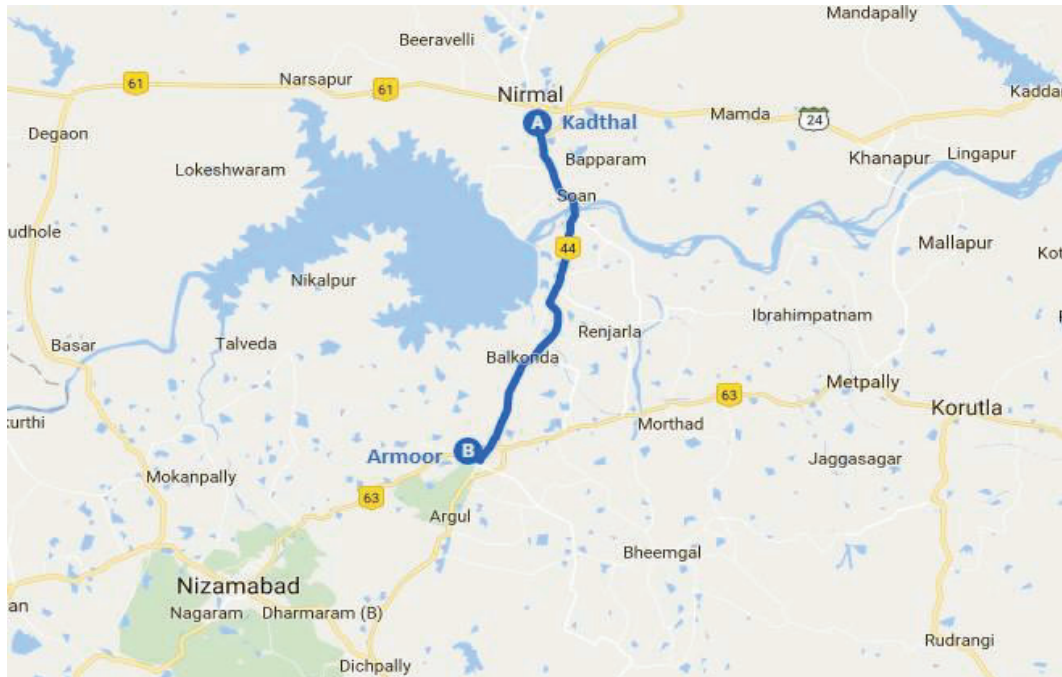 Mandapally
Beeravelli
61
Narsapur
61
Nirmal
Kaddar
A Kadthal
Mamda
24
Degaon
Bapparam
Khanapur
Lingapur
Lokeshwaram
Soan
udhole
44
Mallapur
Kot
Nikalpur
Ibrahimpatnam
Renjarla
Basar
Talveda
Balkonda
63
Metpally
Korutla
kurthi
Morthad
Armoor B
Jaggasagar
Mokanpally
63
Argul
Bheemgal
Nizamabad
an
Nagaram
Dharmaram (B)
Rudrangi
Dichpally